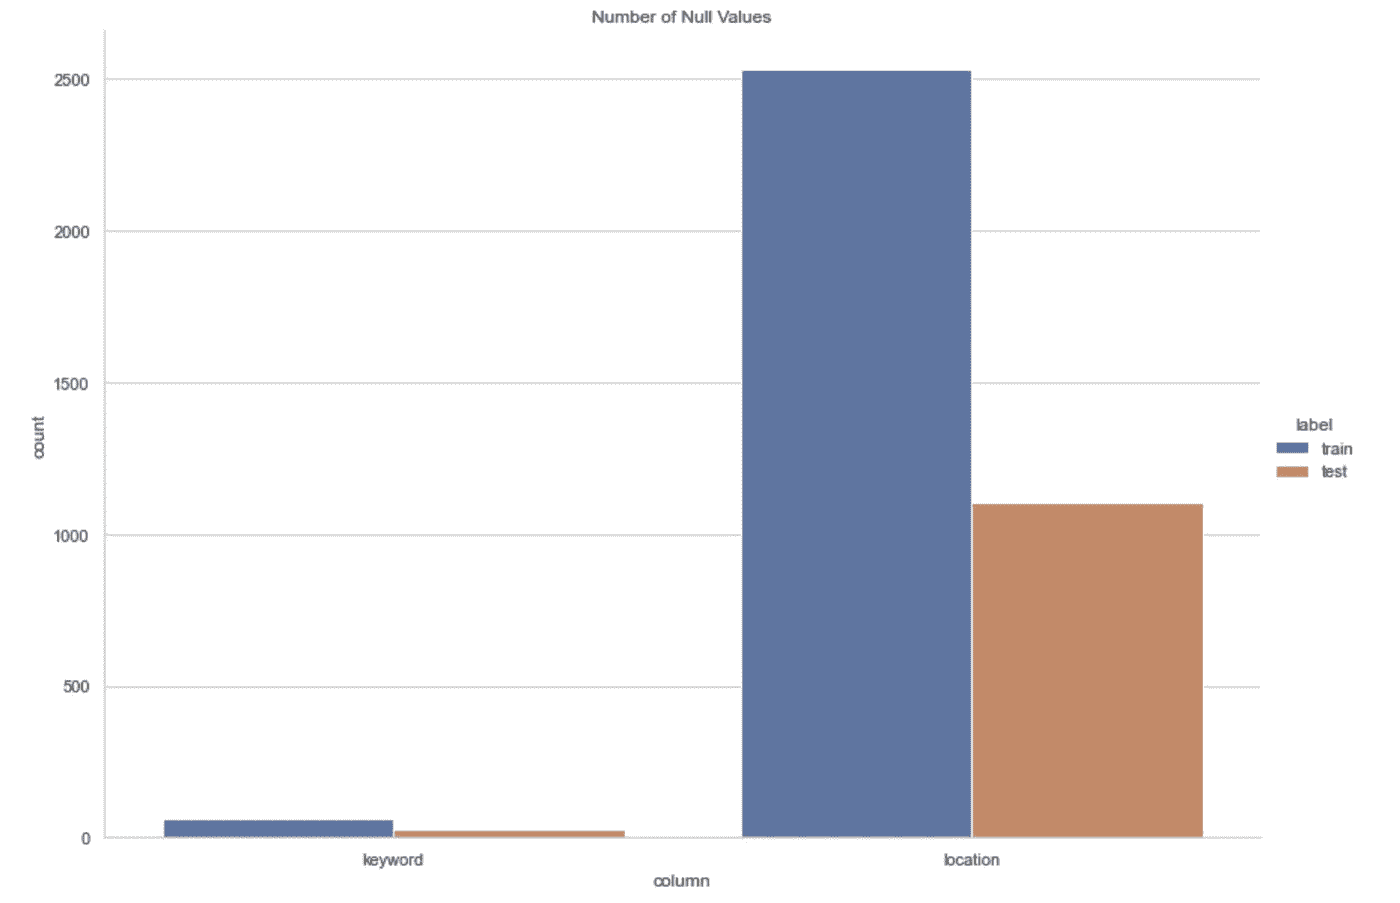 Number of Null Values
2500
2000
1500
1000
500
0
count
keyword
location
column
label
train
test